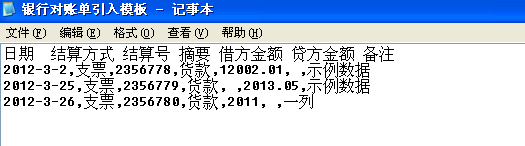 银行对账单引入模板 - 记事本
文件(F) 编辑(E) 格式(O) 查看(V) 帮助(H)
日期 结算方式 结算号 摘要 借方金额 贷方金额 备注
2012-3-2,支票,2356778,货款,12002.01, ,示例数据
2012-3-25,支票,2356779,货款, ,2013.05,示例数据
2012-3-26,支票,2356780,货款,2011, ,一列